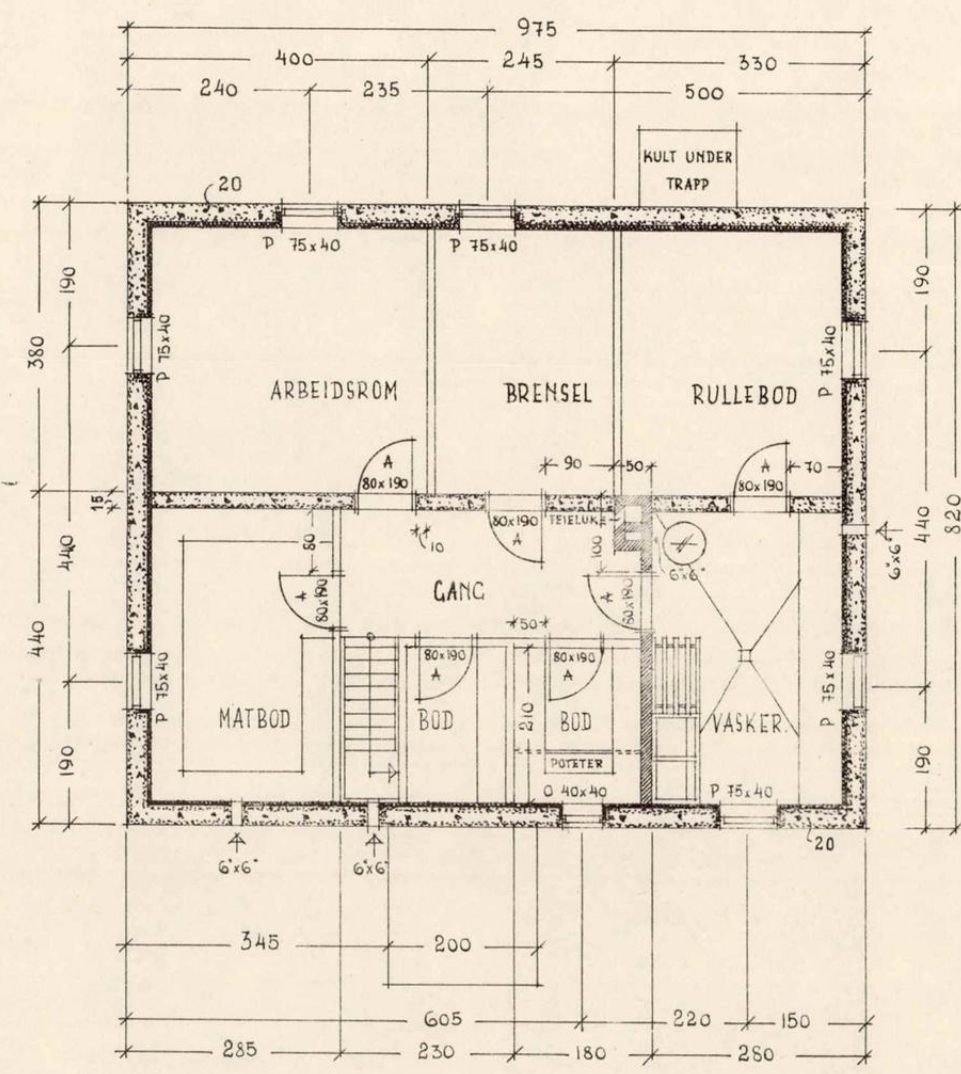 975
400 245 330
240 235 500
KULT UNDER
TRAPP
20
P 75x40
P 75x40
190
380
P 75x40
190
P 75x40
ARBEIDSROM
BRENSEL
RULLEBOD
A
80x190
90
50
A
80x190
70
15
80
10
80x190
A
FEIELUKE
100
6"x6"
6"x6"
440
440
440
820
GANG
A
80x190
A
80x190
50
80x190
A
80x190
A
P 75x40
P 75x40
MATBOD
BOD
210
BOD
VASKER.
POTETER
O 40x40
P 75x40
190
190
20
6"x6"
6"x6"
345 200
605 220 150
285 230 180 280